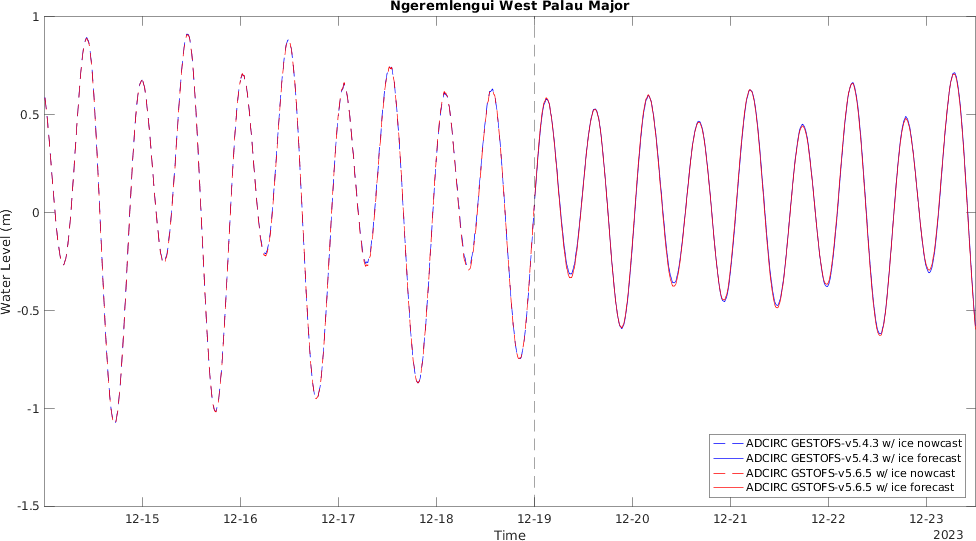 Ngeremlengui West Palau Major
1
0.5
0
-0.5
-1
-1.5
Water Level (m)
ADCIRC GESTOFS-v5.4.3 w/ ice nowcast
ADCIRC GESTOFS-v5.4.3 w/ ice forecast
ADCIRC GSTOFS-v5.6.5 w/ ice nowcast
ADCIRC GSTOFS-v5.6.5 w/ ice forecast
12-15 12-16 12-17 12-18 12-19 12-20 12-21 12-22 12-23
Time
2023